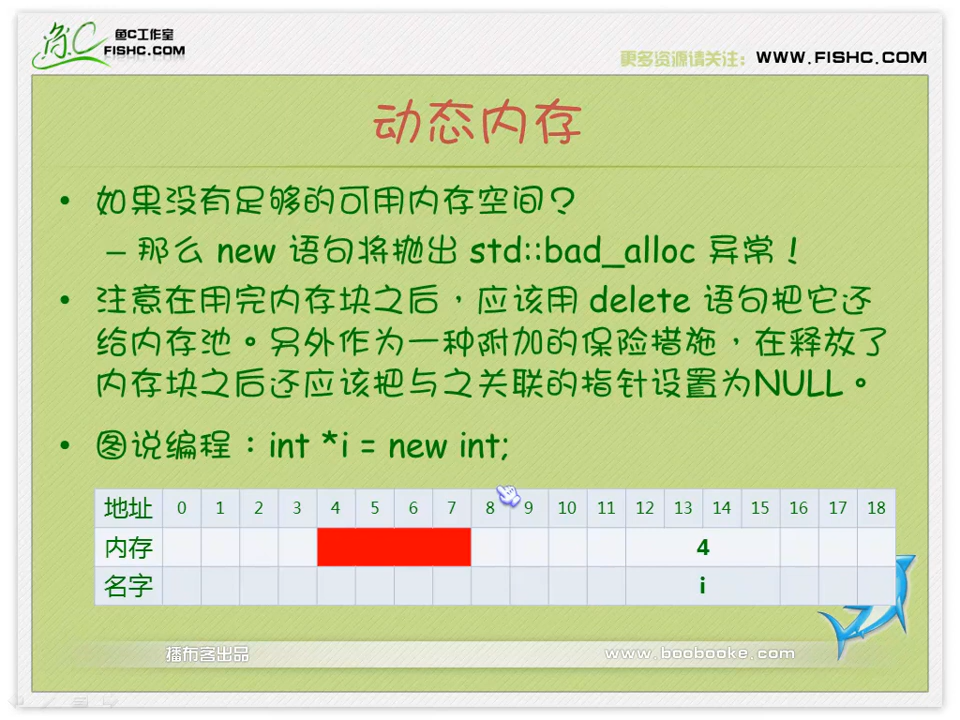 鱼C工作室
FISHC.COM
更多资源请关注: WWW.FISHC.COM
动态内存
• 如果没有足够的可用内存空间？
– 那么 new 语句将抛出 std::bad_alloc 异常！
• 注意在用完内存块之后，应该用 delete 语句把它还
给内存池。另外作为一种附加的保险措施，在释放了
内存块之后还应该把与之关联的指针设置为NULL。
• 图说编程：int *i = new int;
地址 0 1 2 3 4 5 6 7 8 9 10 11 12 13 14 15 16 17 18
内存 4
名字 i
播布客出品 www.boobooke.com